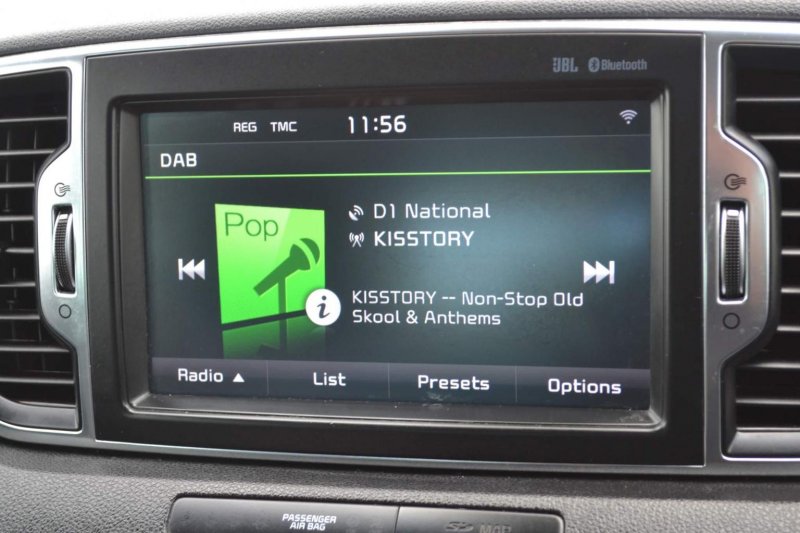 JBL Bluetooth
REG TMC 11:56
DAB
Pop
D1 National
KISSTORY
i
KISSTORY -- Non-Stop Old
Skool & Anthems
Radio ▲ List Presets Options
PASSENGER
AIR BAG